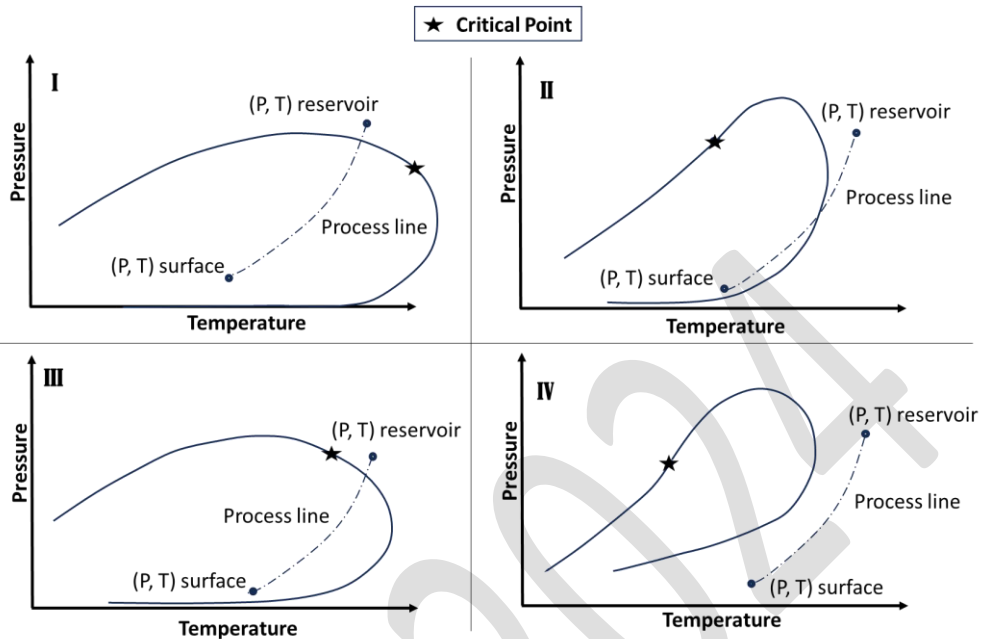 ★ Critical Point
I
(P, T) reservoir
Pressure
Process line
(P, T) surface
Temperature
II
(P, T) reservoir
Pressure
Process line
(P, T) surface
Temperature
III
(P, T) reservoir
Pressure
Process line
(P, T) surface
Temperature
IV
(P, T) reservoir
Pressure
Process line
(P, T) surface
Temperature
2024